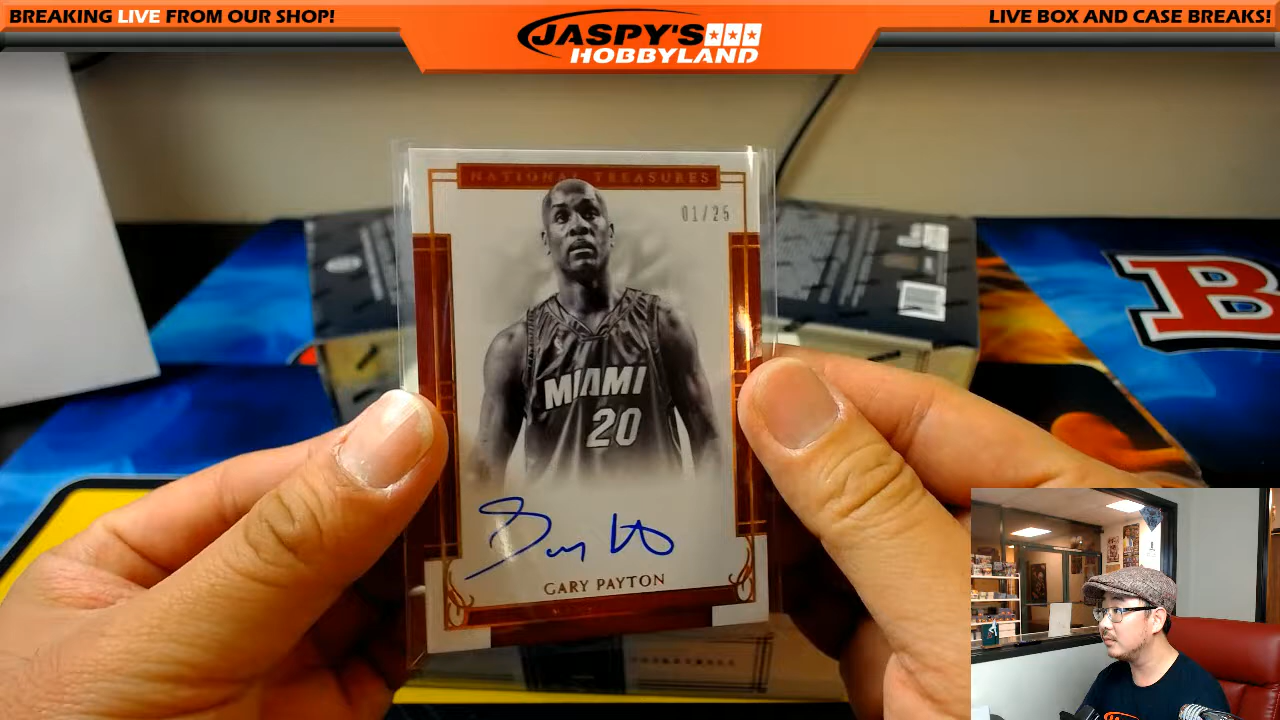 BREAKING LIVE FROM OUR SHOP!
JASPY'S
HOBBYLAND
LIVE BOX AND CASE BREAKS!
NATIONAL TREASURES
01/25
MIAMI
20
GARY PAYTON
B